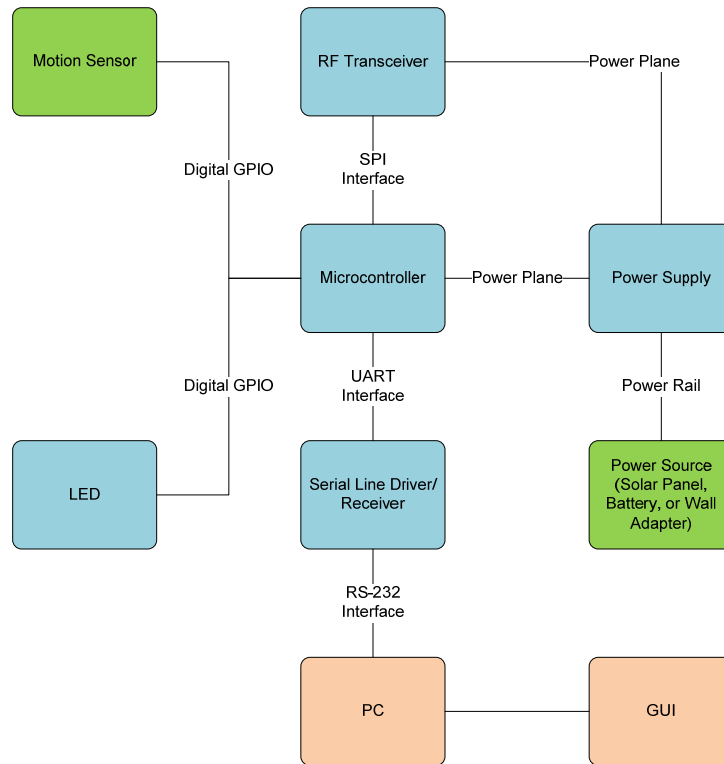 Motion Sensor
RF Transceiver
Power Plane
Digital GPIO
SPI
Interface
Microcontroller
Power Plane
Power Supply
Digital GPIO
UART
Interface
Power Rail
LED
Serial Line Driver/
Receiver
Power Source
(Solar Panel,
Battery, or Wall
Adapter)
RS-232
Interface
PC
GUI